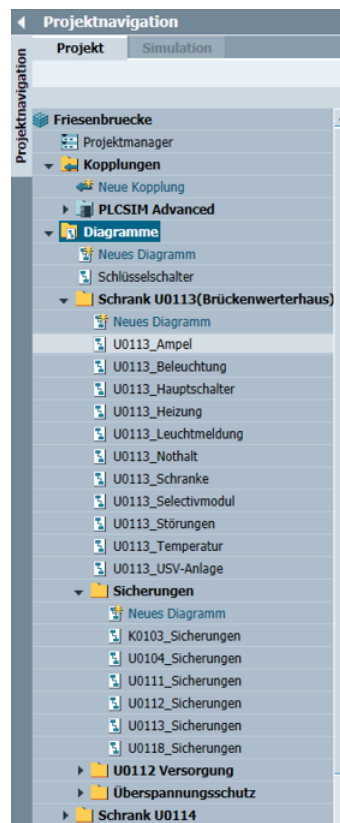 Projektnavigation
Projektnavigation
Projekt Simulation
Friesenbruecke
Projektmanager
Kopplungen
Neue Kopplung
PLCSIM Advanced
Diagramme
Neues Diagramm
Schlüsselschalter
Schrank U0113(Brückenwerterhaus)
Neues Diagramm
U0113_Ampel
U0113_Beleuchtung
U0113_Hauptschalter
U0113_Heizung
U0113_Leuchtmeldung
U0113_Nothalt
U0113_Schranke
U0113_Selectivmodul
U0113_Störungen
U0113_Temperatur
U0113_USV-Anlage
Sicherungen
Neues Diagramm
K0103_Sicherungen
U0104_Sicherungen
U0111_Sicherungen
U0112_Sicherungen
U0113_Sicherungen
U0118_Sicherungen
U0112 Versorgung
Überspannungsschutz
Schrank U0114